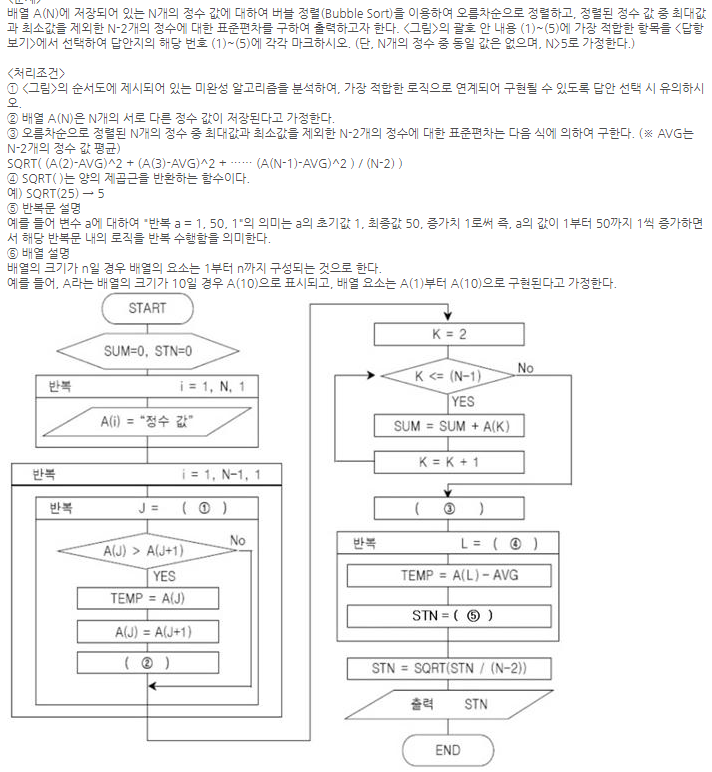 배열 A(N)에 저장되어 있는 N개의 정수 값에 대하여 버블 정렬(Bubble Sort)을 이용하여 오름차순으로 정렬하고, 정렬된 정수 값 중 최대값
과 최소값을 제외한 N-2개의 정수에 대한 표준편차를 구하여 출력하고자 한다. <그림>의 괄호 안 내용 (1)~(5)에 가장 적합한 항목을 <답항
보기>에서 선택하여 답안지의 해당 번호 (1)~(5)에 각각 마크하시오. (단, N개의 정수 중 동일 값은 없으며, N>5로 가정한다.)
<처리조건>
① <그림>의 순서도에 제시되어 있는 미완성 알고리즘을 분석하여, 가장 적합한 로직으로 연계되어 구현될 수 있도록 답안 선택 시 유의하시
오.
② 배열 A(N)은 N개의 서로 다른 정수 값이 저장된다고 가정한다.
③ 오름차순으로 정렬된 N개의 정수 중 최대값과 최소값을 제외한 N-2개의 정수에 대한 표준편차는 다음 식에 의하여 구한다. (※ AVG는
N-2개의 정수 값 평균)
SQRT( (A(2)-AVG)^2 + (A(3)-AVG)^2 + …… (A(N-1)-AVG)^2 ) / (N-2) )
④ SQRT( )는 양의 제곱근을 반환하는 함수이다.
예) SQRT(25) → 5
⑤ 반복문 설명
예를 들어 변수 a에 대하여 "반복 a = 1, 50, 1"의 의미는 a의 초기값 1, 최종값 50, 증가치 1로써 즉, a의 값이 1부터 50까지 1씩 증가하면
서 해당 반복문 내의 로직을 반복 수행함을 의미한다.
⑥ 배열 설명
배열의 크기가 n일 경우 배열의 요소는 1부터 n까지 구성되는 것으로 한다.
예를 들어, A라는 배열의 크기가 10일 경우 A(10)으로 표시되고, 배열 요소는 A(1)부터 A(10)으로 구현된다고 가정한다.
START
SUM=0, STN=0
반복 i = 1, N, 1
A(i) = "정수 값"
반복 i = 1, N-1, 1
반복 J = ( ① )
A(J) > A(J+1)
No
YES
TEMP = A(J)
A(J) = A(J+1)
( ② )
K = 2
K <= (N-1)
No
YES
SUM = SUM + A(K)
K = K + 1
( ③ )
반복 L = ( ④ )
TEMP = A(L) - AVG
STN = ( ⑤ )
STN = SQRT(STN / (N-2))
출력 STN
END